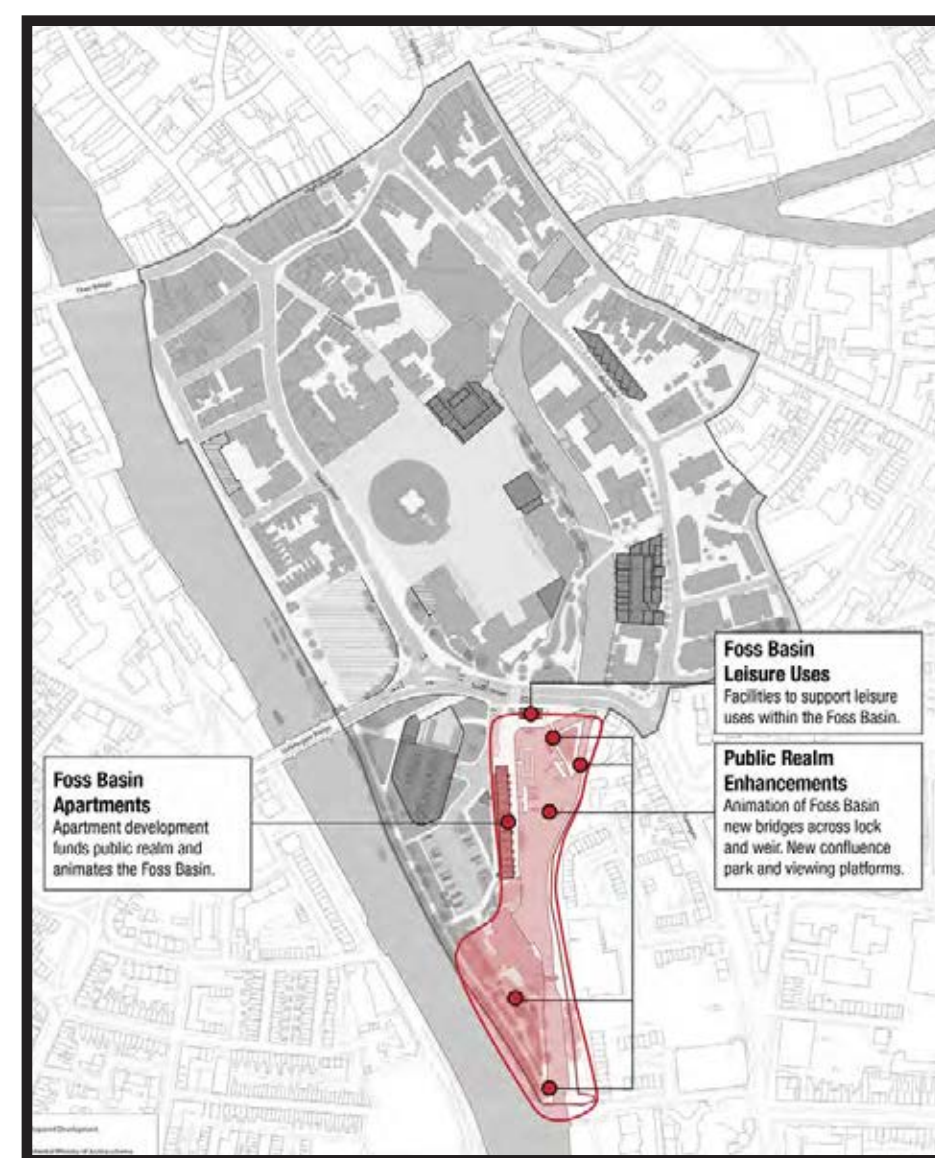 Foss Basin
Leisure Uses
Facilities to support leisure
uses within the Foss Basin.
Public Realm
Enhancements
Animation of Foss Basin
new bridges across lock
and weir. New confluence
park and viewing platforms.
Foss Basin
Apartments
Apartment development
funds public realm and
animates the Foss Basin.